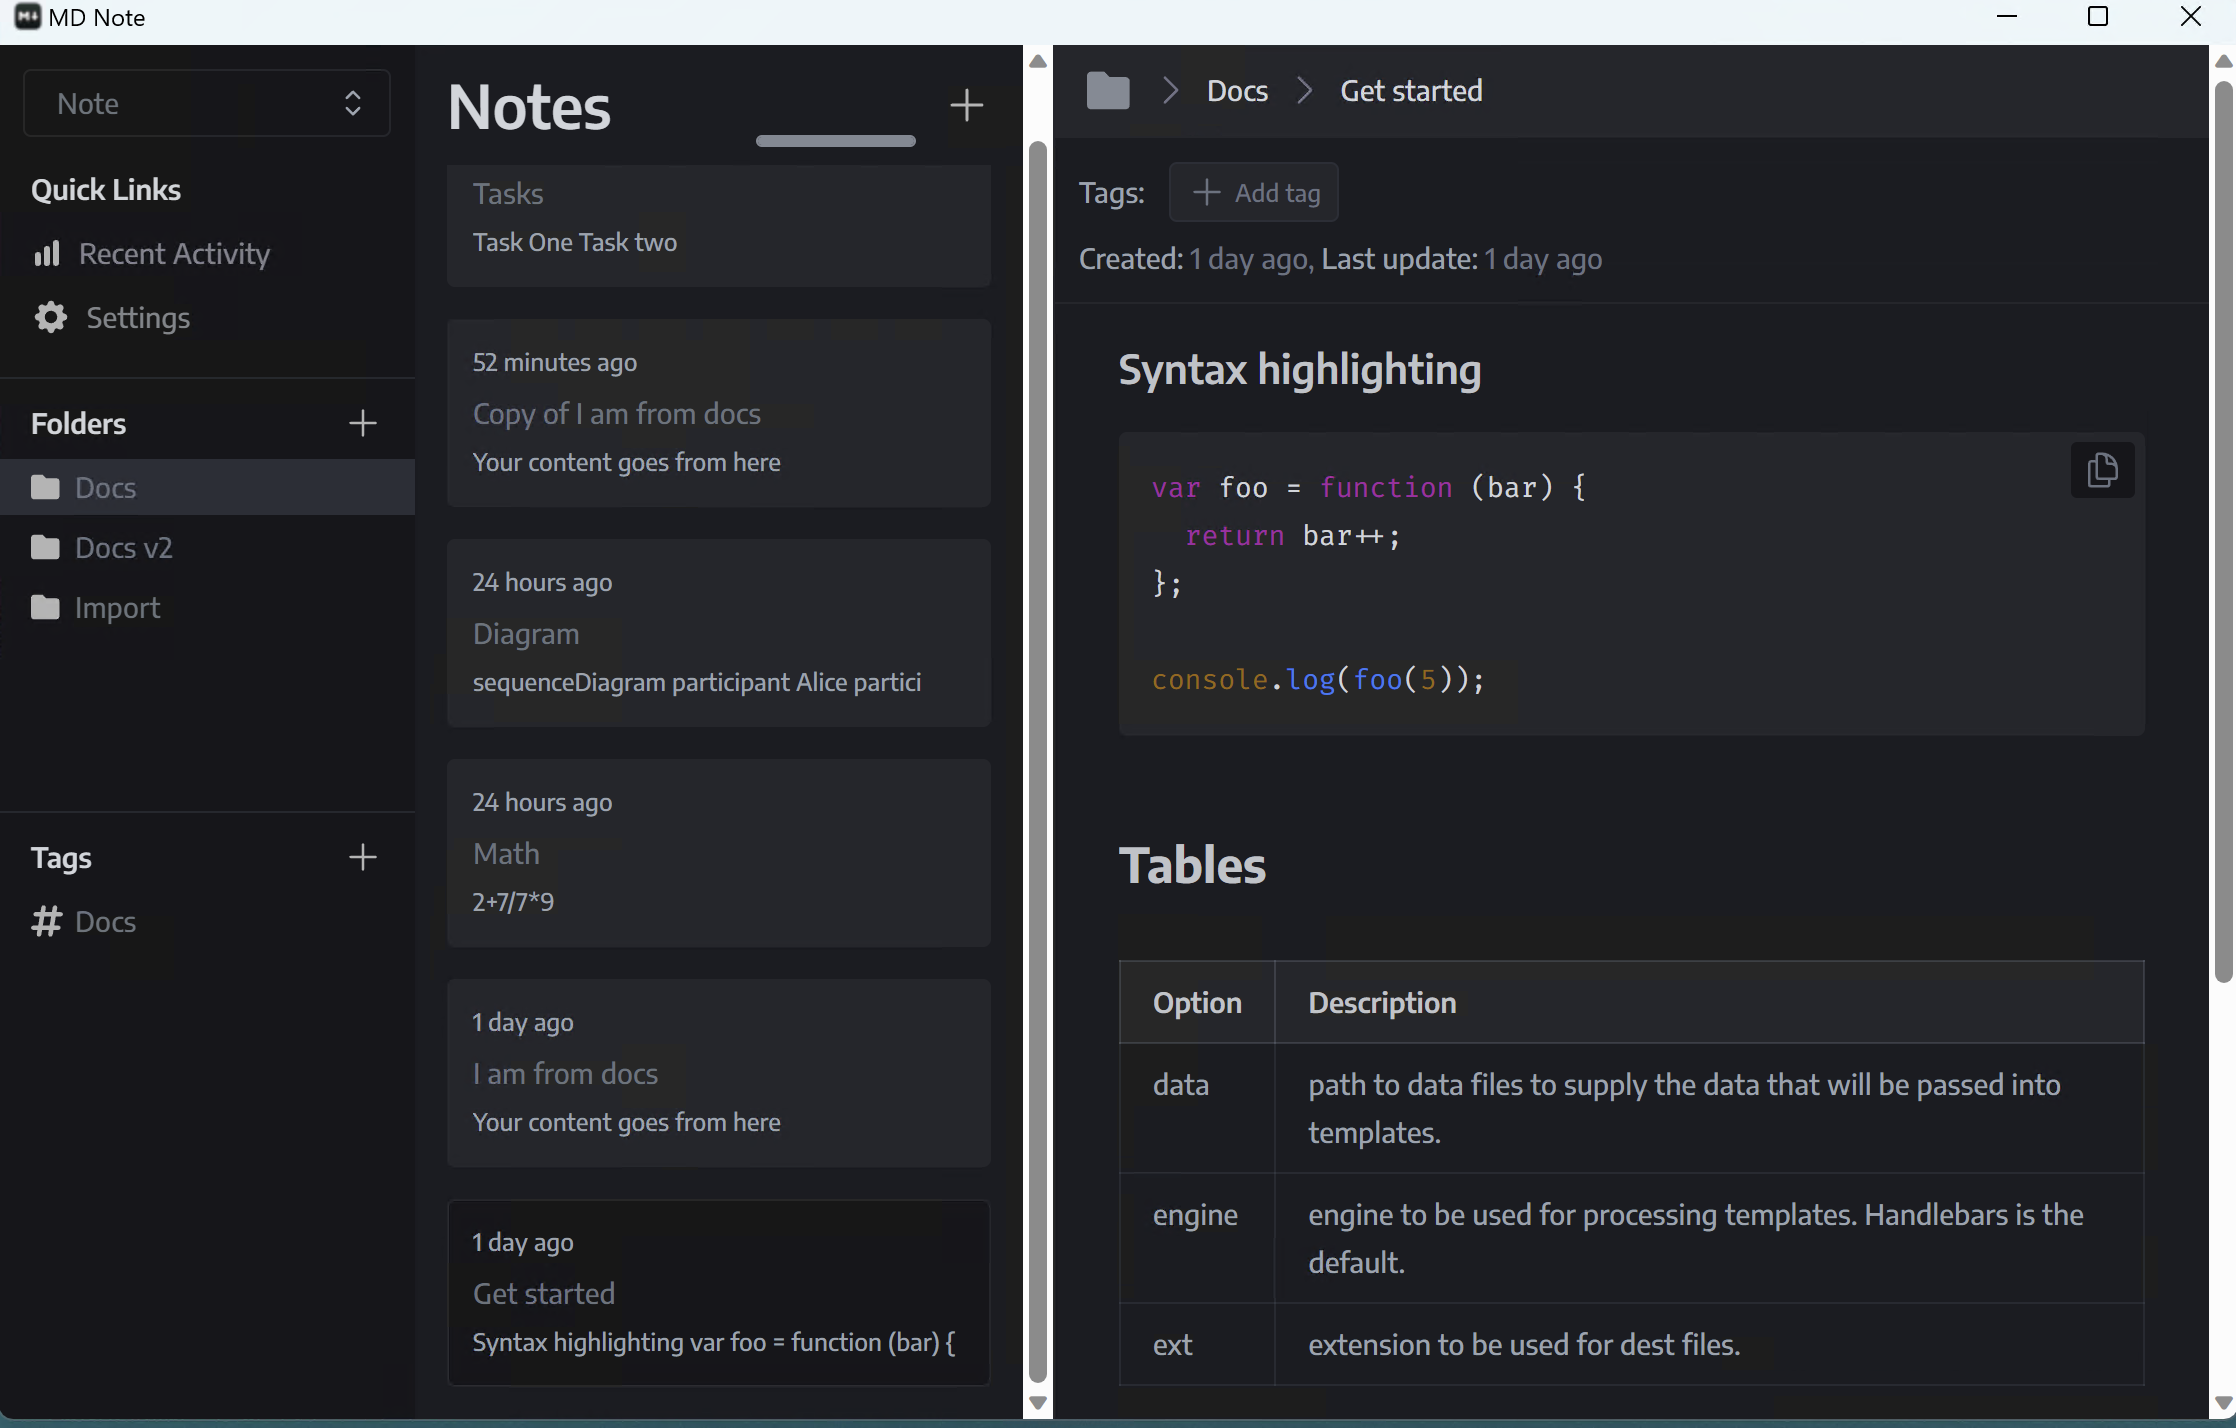 MD Note
Note
Quick Links
Recent Activity
Settings
Folders
Docs
Docs v2
Import
Tags
Docs
Notes
Tasks
Task One Task two
52 minutes ago
Copy of I am from docs
Your content goes from here
24 hours ago
Diagram
sequenceDiagram participant Alice partici
24 hours ago
Math
2+7/7*9
1 day ago
I am from docs
Your content goes from here
1 day ago
Get started
Syntax highlighting var foo = function (bar) {
Docs > Get started
Tags: + Add tag
Created: 1 day ago, Last update: 1 day ago
Syntax highlighting
var foo = function (bar) {
  return bar++;
};
console.log(foo(5));
Tables
Option Description
data path to data files to supply the data that will be passed into
templates.
engine engine to be used for processing templates. Handlebars is the
default.
ext extension to be used for dest files.